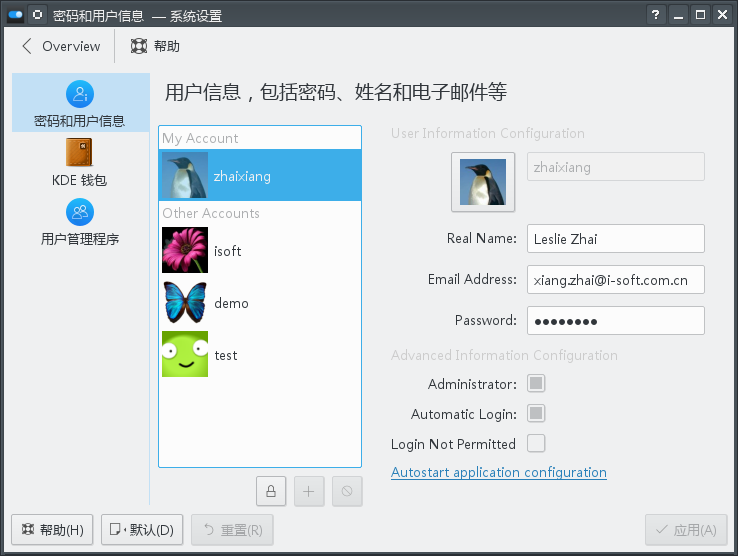 密码和用户信息 — 系统设置
Overview
帮助
密码和用户信息
KDE 钱包
用户管理程序
用户信息，包括密码、姓名和电子邮件等
My Account
zhaixiang
Other Accounts
isoft
demo
test
User Information Configuration
zhaixiang
Real Name: Leslie Zhai
Email Address: xiang.zhai@i-soft.com.cn
Password: ●●●●●●●●
Advanced Information Configuration
Administrator:
Automatic Login:
Login Not Permitted
Autostart application configuration
帮助(H)
默认(D)
重置(R)
应用(A)